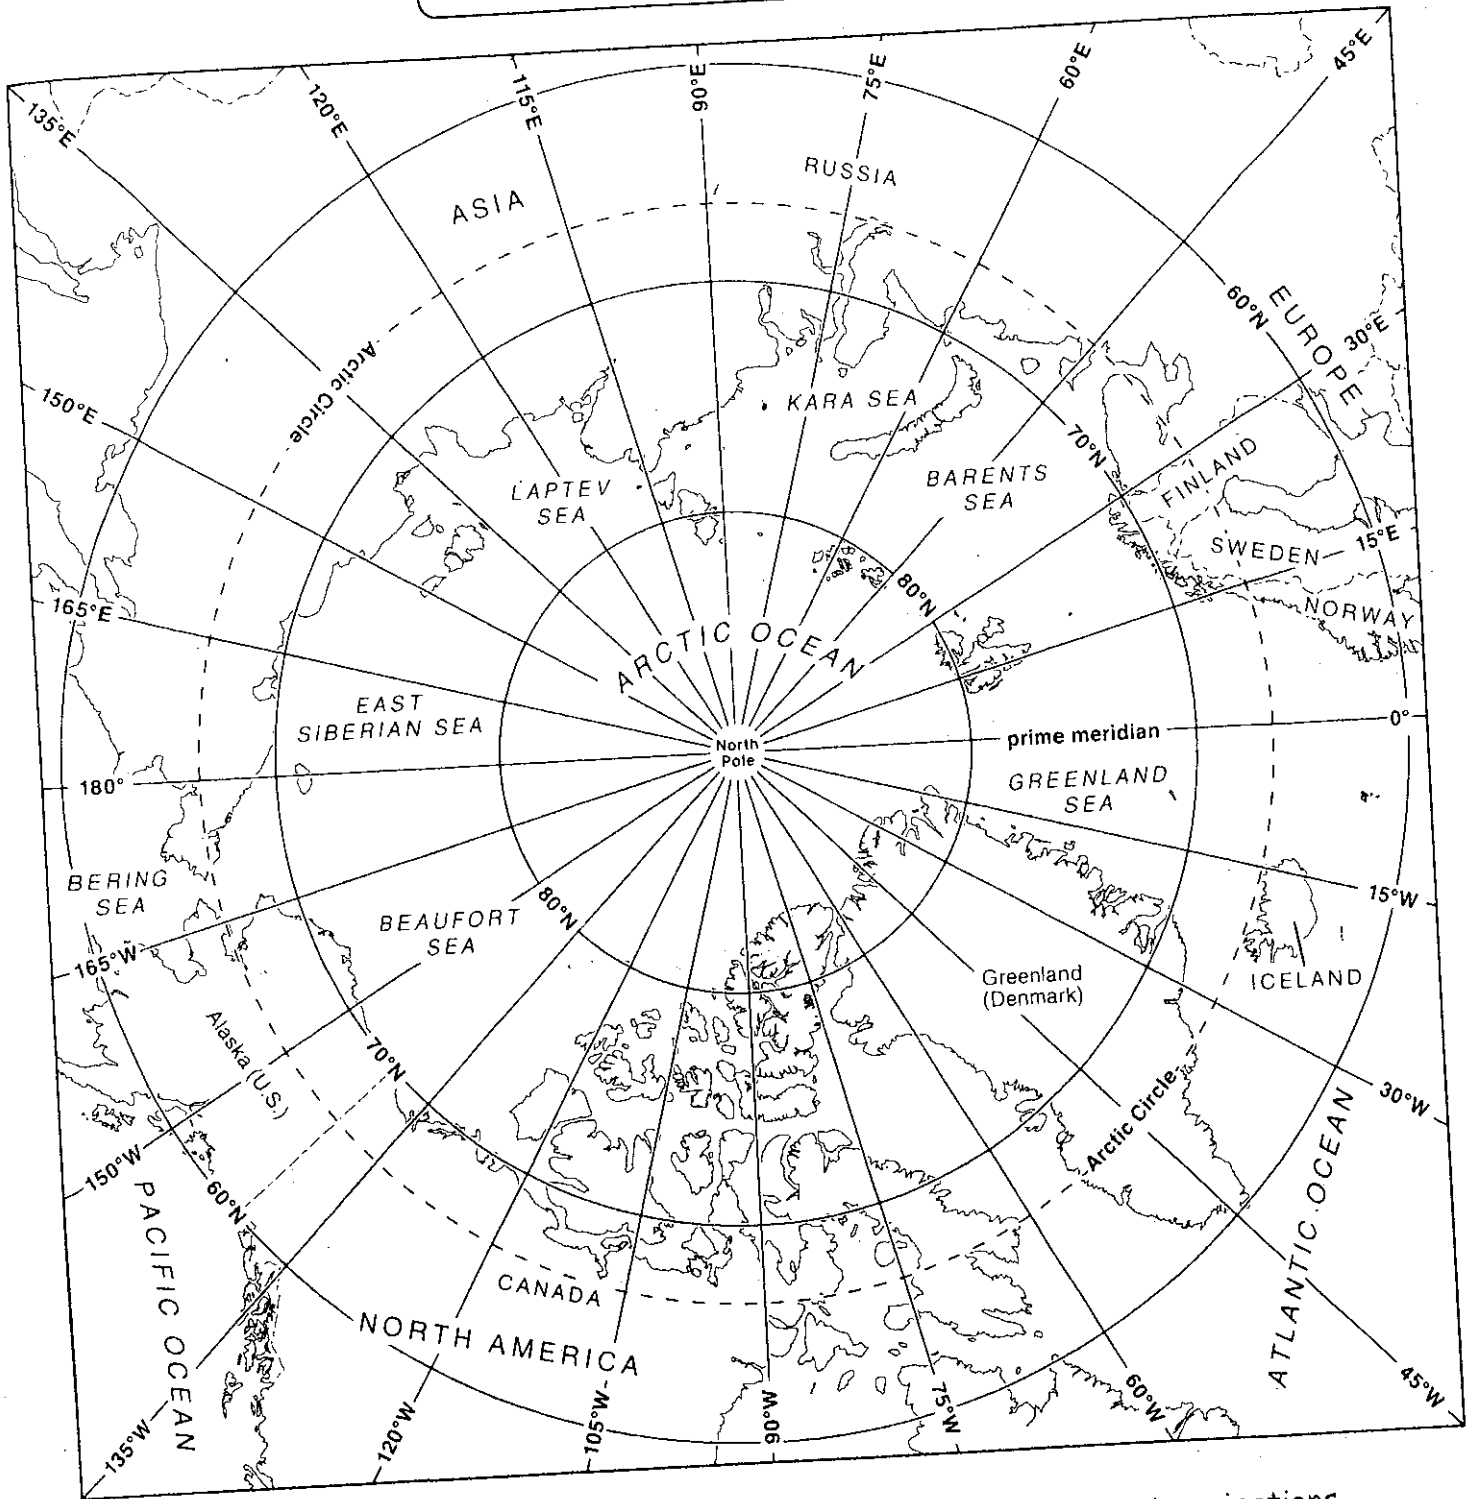 135°E
120°E
115°E
90°E
75°E
60°E
45°E
RUSSIA
ASIA
EUROPE
60°N
30°E
Arctic Circle
150°E
KARA SEA
70°N
BARENTS
SEA
FINLAND
LAPTEV
SEA
SWEDEN
15°E
80°N
NORWAY
165°E
ARCTIC OCEAN
EAST
SIBERIAN SEA
North
Pole
prime meridian
0°
180°
GREENLAND
SEA
BERING
SEA
15°W
BEAUFORT
SEA
80°N
165°W
Greenland
(Denmark)
ICELAND
Alaska (U.S.)
70°N
30°W
Arctic Circle
150°W
60°N
PACIFIC OCEAN
ATLANTIC OCEAN
CANADA
NORTH AMERICA
135°W
120°W
105°W
90°W
75°W
60°W
45°W